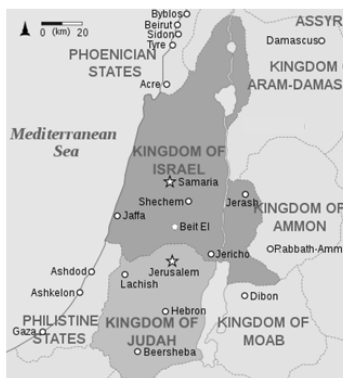 0 20
(km)
Byblos
Beirut
Sidon
Tyre
ASSYR
Damascus
PHOENICIAN
STATES
KINGDOM O
ARAM-DAMAS
Acre
Mediterranean
Sea
KINGDOM OF
ISRAEL
Samaria
Shechem
Jerash
Jaffa
Beit El
KINGDOM OF
AMMON
Jericho
Rabbath-Amm
Ashdod
Jerusalem
Lachish
Ashkelon
Dibon
Hebron
Gaza
PHILISTINE
STATES
KINGDOM OF
JUDAH
KINGDOM OF
MOAB
Beersheba